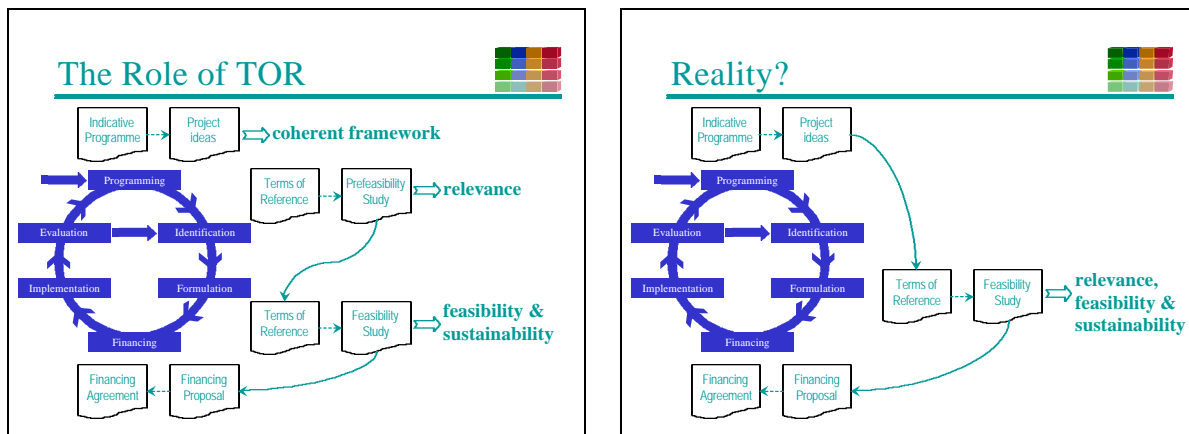 The Role of TOR
Indicative
Programme
Project
ideas
coherent framework
Programming
Terms of
Reference
Prefeasibility
Study
relevance
Evaluation
Identification
Implementation
Formulation
Terms of
Reference
Feasibility
Study
feasibility &
sustainability
Financing
Financing
Agreement
Financing
Proposal
Reality?
Indicative
Programme
Project
ideas
Programming
Evaluation
Identification
Implementation
Formulation
Terms of
Reference
Feasibility
Study
relevance,
feasibility &
sustainability
Financing
Financing
Agreement
Financing
Proposal